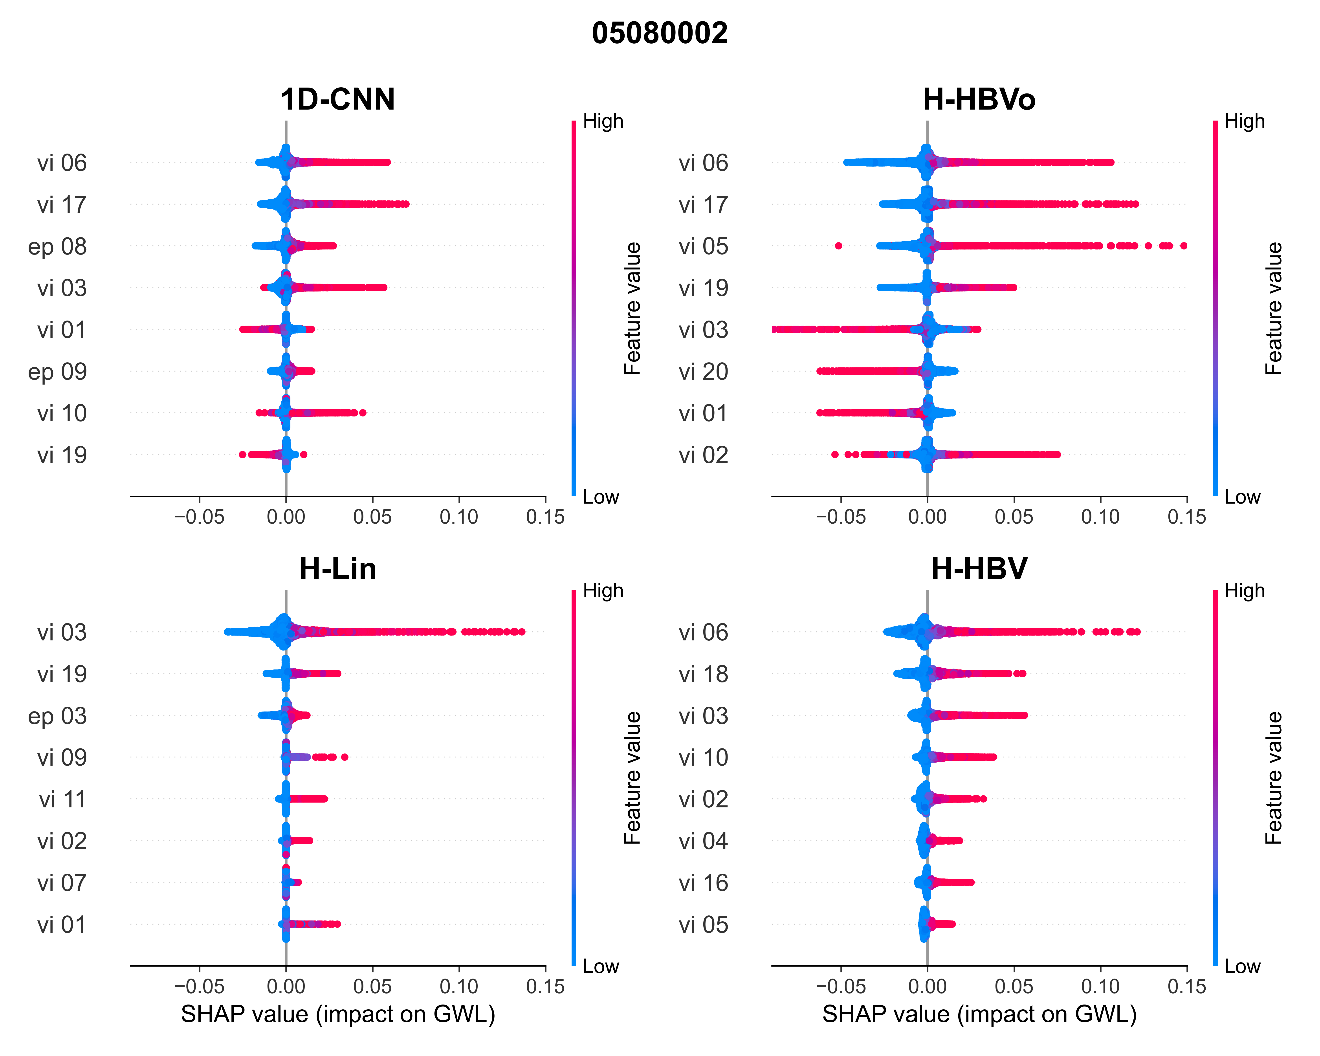 05080002
1D-CNN
High
vi 06
vi 17
ep 08
vi 03
vi 01
ep 09
vi 10
vi 19
Feature value
Low
−0.05 0.00 0.05 0.10 0.15
H-HBVo
High
vi 06
vi 17
vi 05
vi 19
vi 03
vi 20
vi 01
vi 02
Feature value
Low
−0.05 0.00 0.05 0.10 0.15
H-Lin
High
vi 03
vi 19
ep 03
vi 09
vi 11
vi 02
vi 07
vi 01
Feature value
Low
−0.05 0.00 0.05 0.10 0.15
SHAP value (impact on GWL)
H-HBV
High
vi 06
vi 18
vi 03
vi 10
vi 02
vi 04
vi 16
vi 05
Feature value
Low
−0.05 0.00 0.05 0.10 0.15
SHAP value (impact on GWL)